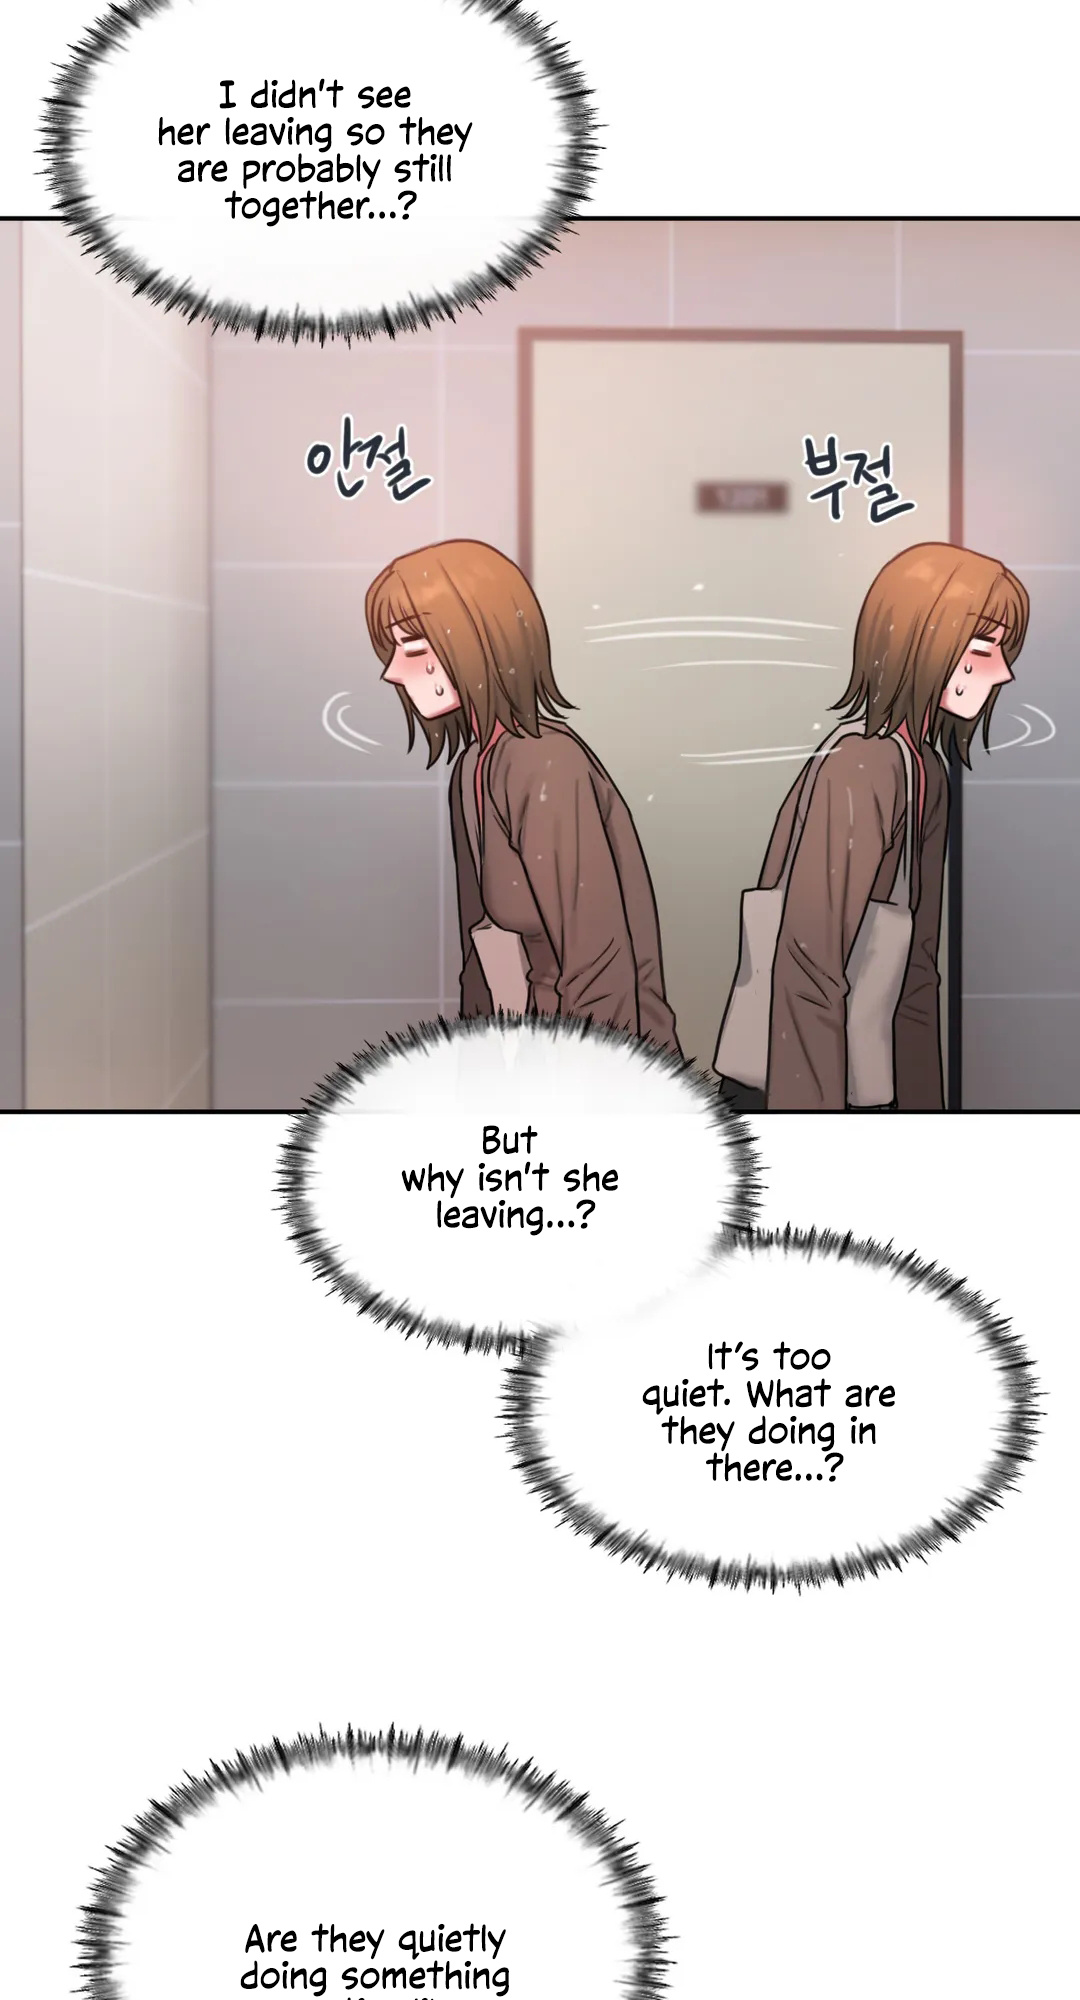 I didn't see
her leaving so they
are probably still
together...?
안절
부절
But
why isn't she
leaving...?
It's too
quiet. What are
they doing in
there...?
Are they quietly
doing something